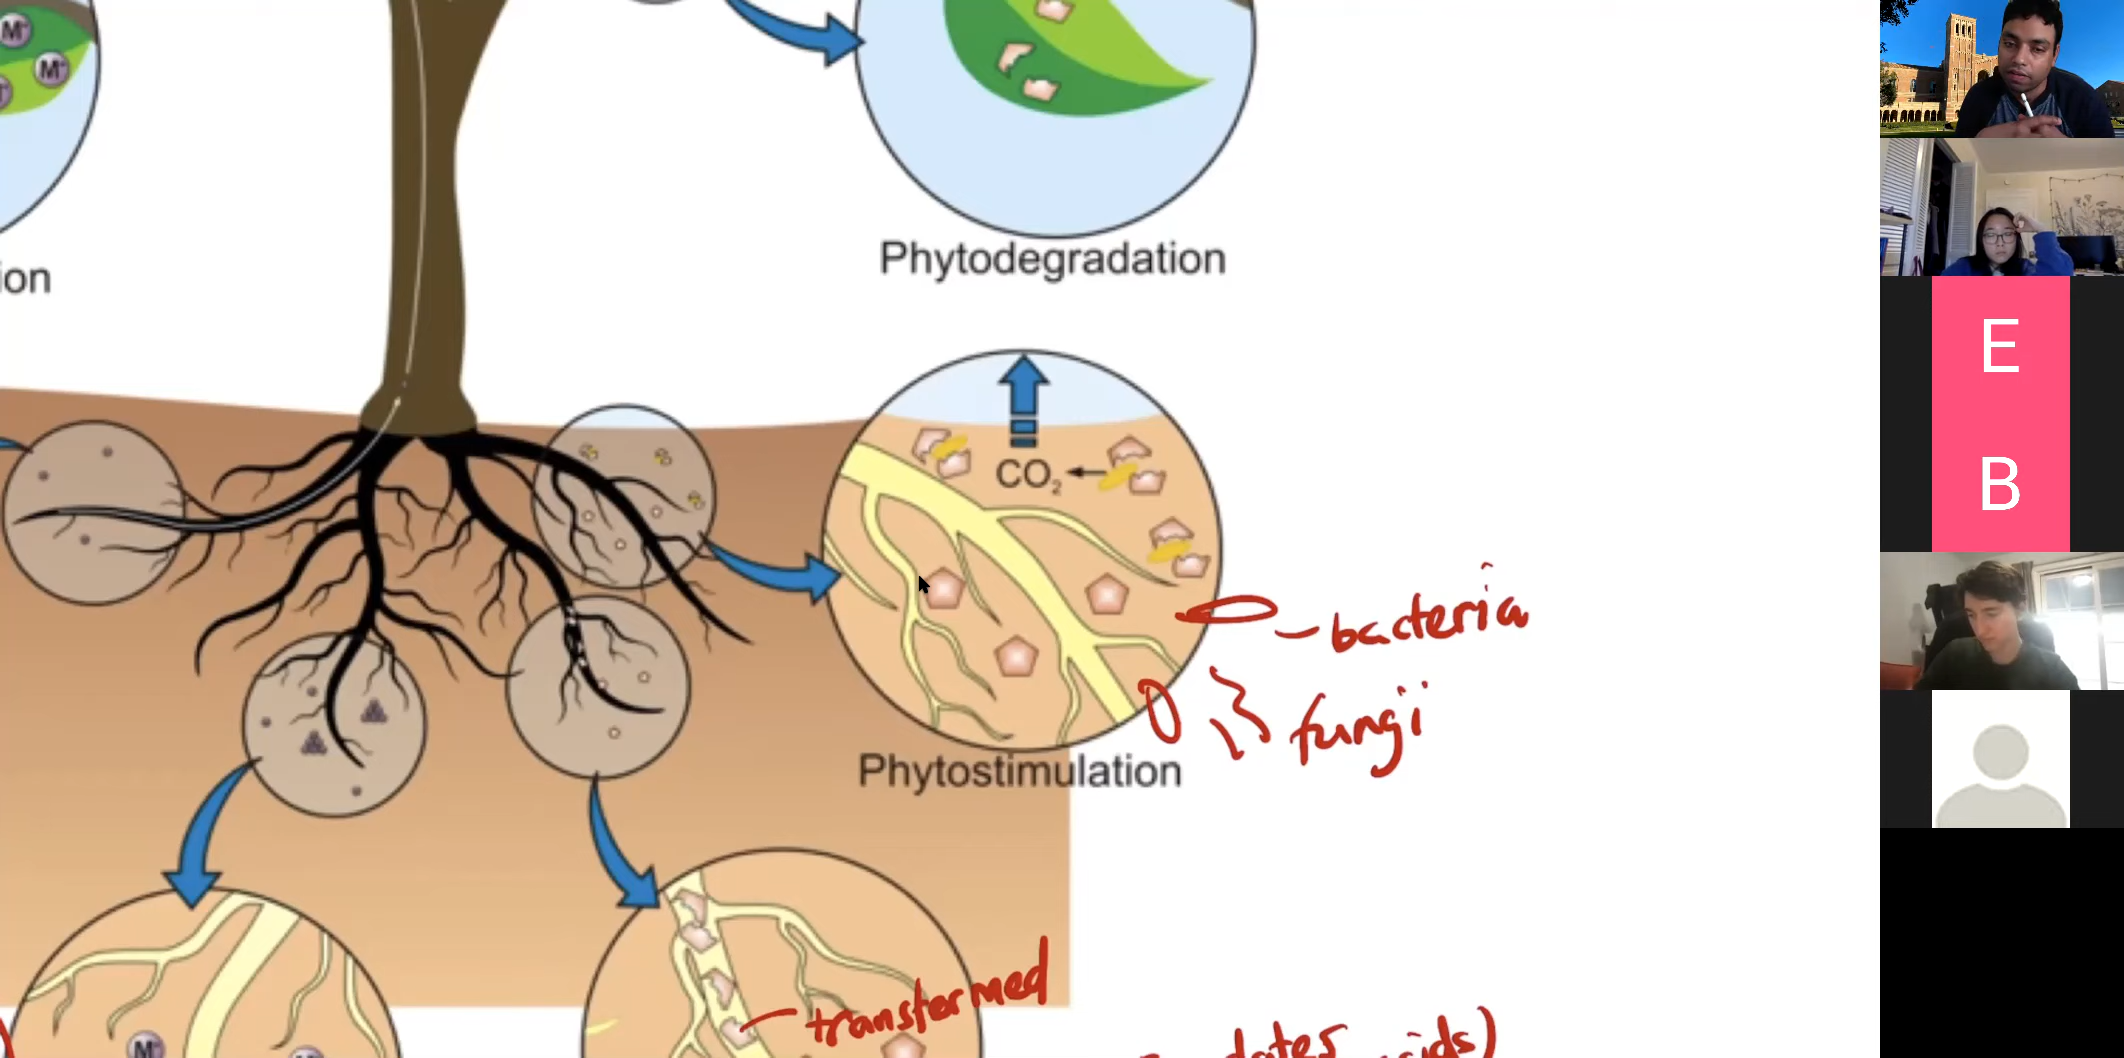 M+
M+
Phytodegradation
ion
E
CO2
B
bacteria
fungi
Phytostimulation
transformed
M+